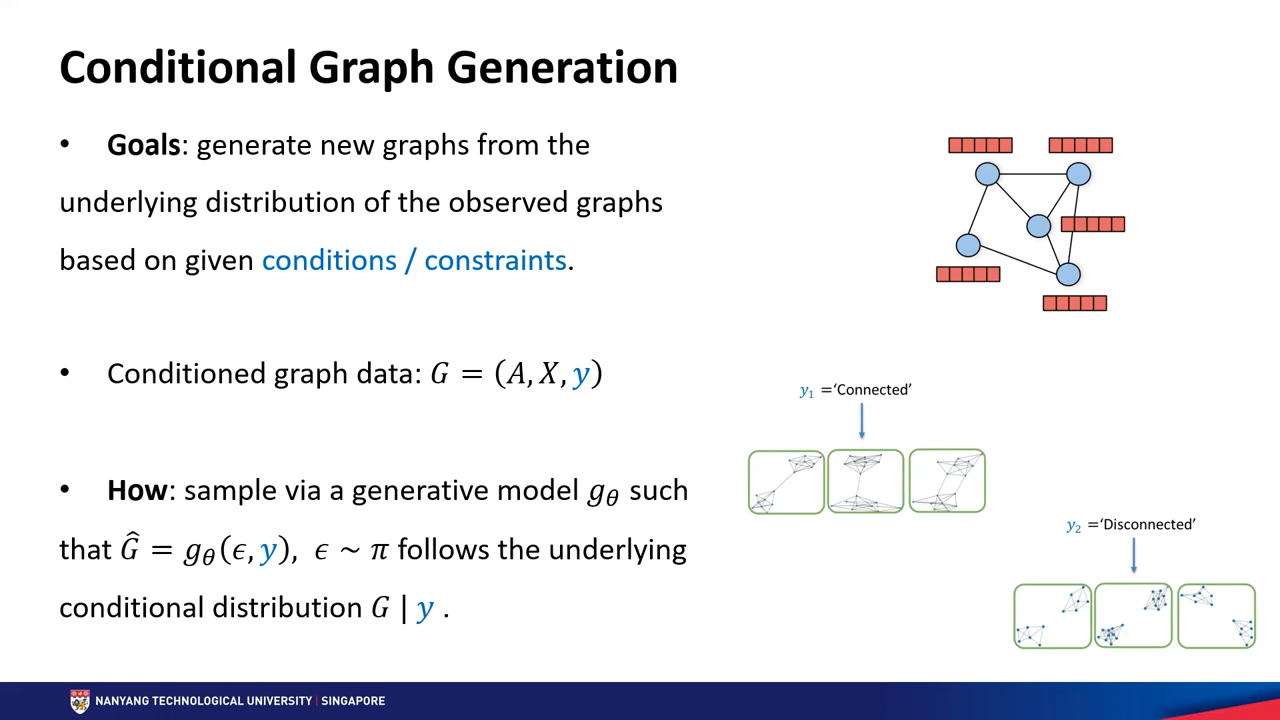 Conditional Graph Generation
• Goals: generate new graphs from the
underlying distribution of the observed graphs
based on given conditions / constraints.
• Conditioned graph data: G = (A, X, y)
• How: sample via a generative model g_θ such
that Ĝ = g_θ(ϵ, y), ϵ ~ π follows the underlying
conditional distribution G | y .
y₁ =‘Connected’
y₂ =‘Disconnected’
NANYANG TECHNOLOGICAL UNIVERSITY | SINGAPORE